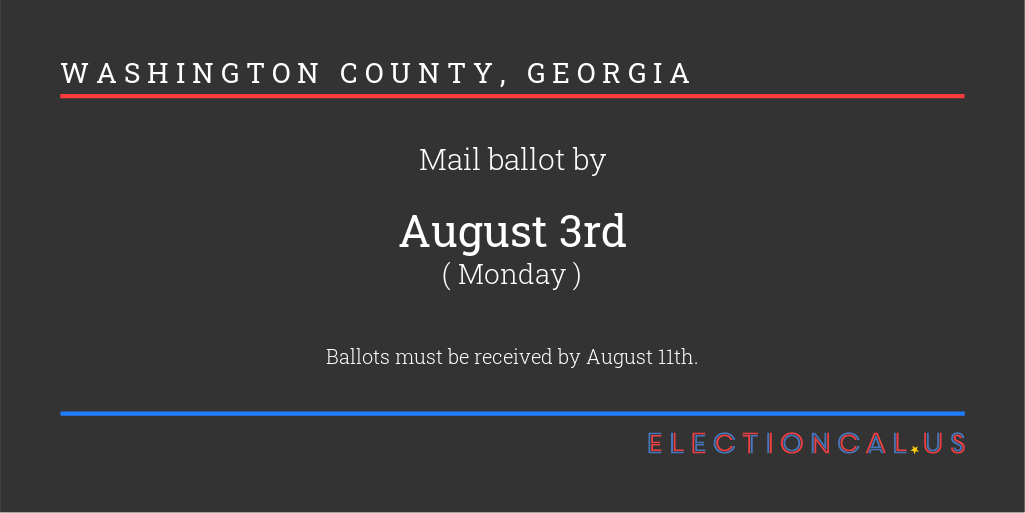 WASHINGTON COUNTY, GEORGIA
Mail ballot by
August 3rd
( Monday )
Ballots must be received by August 11th.
ELECTIONCAL.US